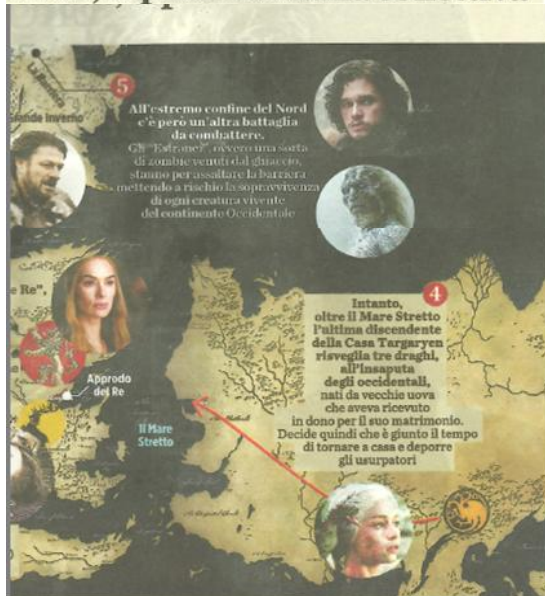 5
All'estremo confine del Nord
c'è però un'altra battaglia
da combattere.
Gli "Estranei", ovvero una sorta
di zombie venuti dal ghiaccio,
stanno per assaltare la barriera
mettendo a rischio la sopravvivenza
di ogni creatura vivente
del continente Occidentale
Inverno
e Re",
Approdo
del Re
Il Mare
Stretto
4
Intanto,
oltre il Mare Stretto
l'ultima discendente
della Casa Targaryen
risveglia tre draghi,
all'insaputa
degli occidentali,
nati da vecchie uova
che aveva ricevuto
in dono per il suo matrimonio.
Decide quindi che è giunto il tempo
di tornare a casa e deporre
gli usurpatori